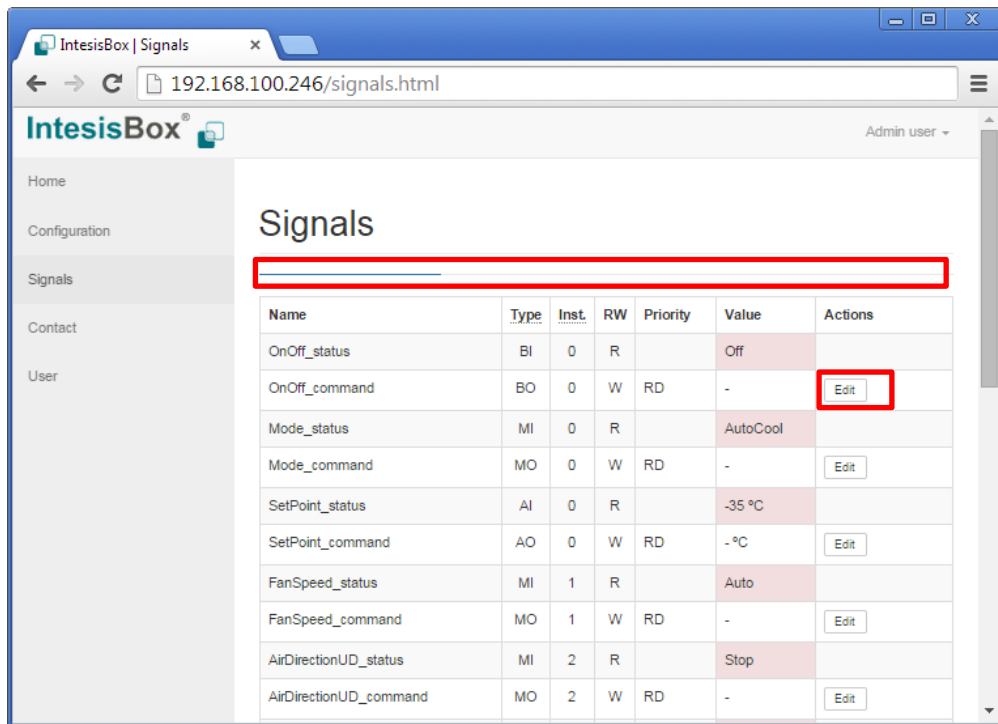 IntesisBox | Signals
192.168.100.246/signals.html
IntesisBox®
Admin user
Home
Configuration
Signals
Contact
User
Signals
Name Type Inst. RW Priority Value Actions
OnOff_status BI 0 R Off
OnOff_command BO 0 W RD - Edit
Mode_status MI 0 R AutoCool
Mode_command MO 0 W RD - Edit
SetPoint_status AI 0 R -35 ºC
SetPoint_command AO 0 W RD - ºC Edit
FanSpeed_status MI 1 R Auto
FanSpeed_command MO 1 W RD - Edit
AirDirectionUD_status MI 2 R Stop
AirDirectionUD_command MO 2 W RD - Edit